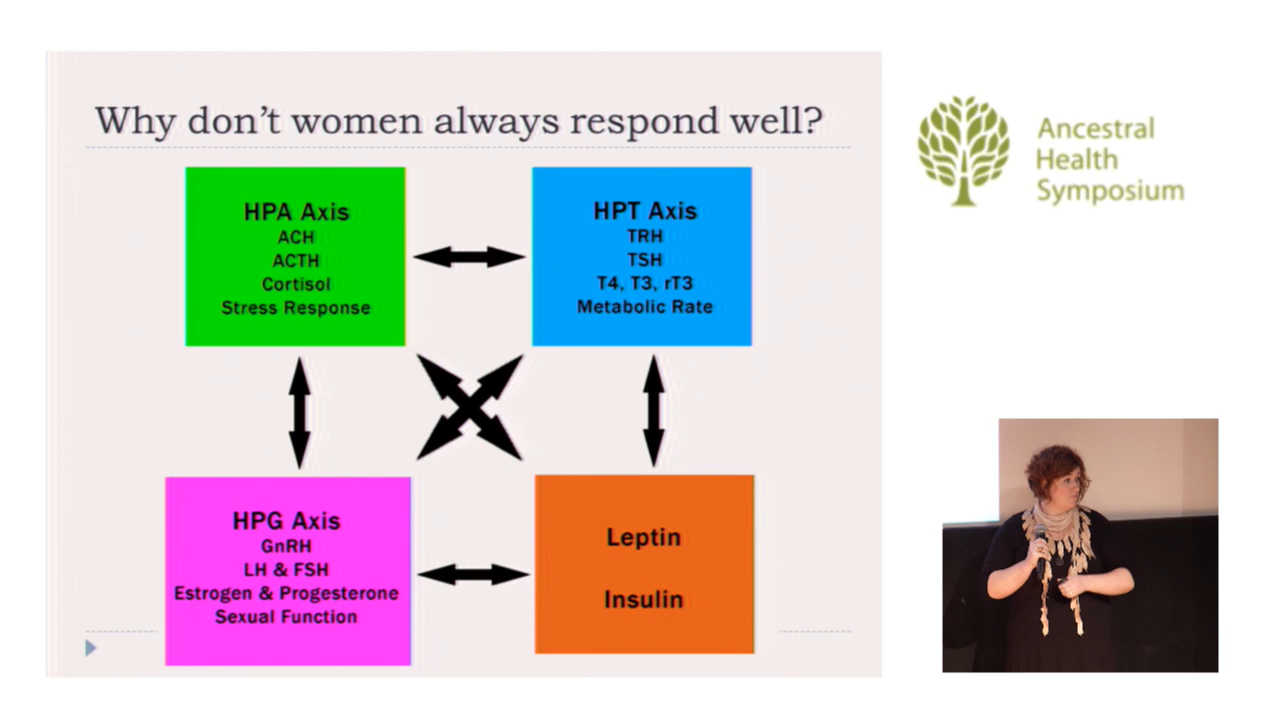 Why don't women always respond well?
HPA Axis
ACH
ACTH
Cortisol
Stress Response
HPT Axis
TRH
TSH
T4, T3, rT3
Metabolic Rate
HPG Axis
GnRH
LH & FSH
Estrogen & Progesterone
Sexual Function
Leptin
Insulin
Ancestral
Health
Symposium